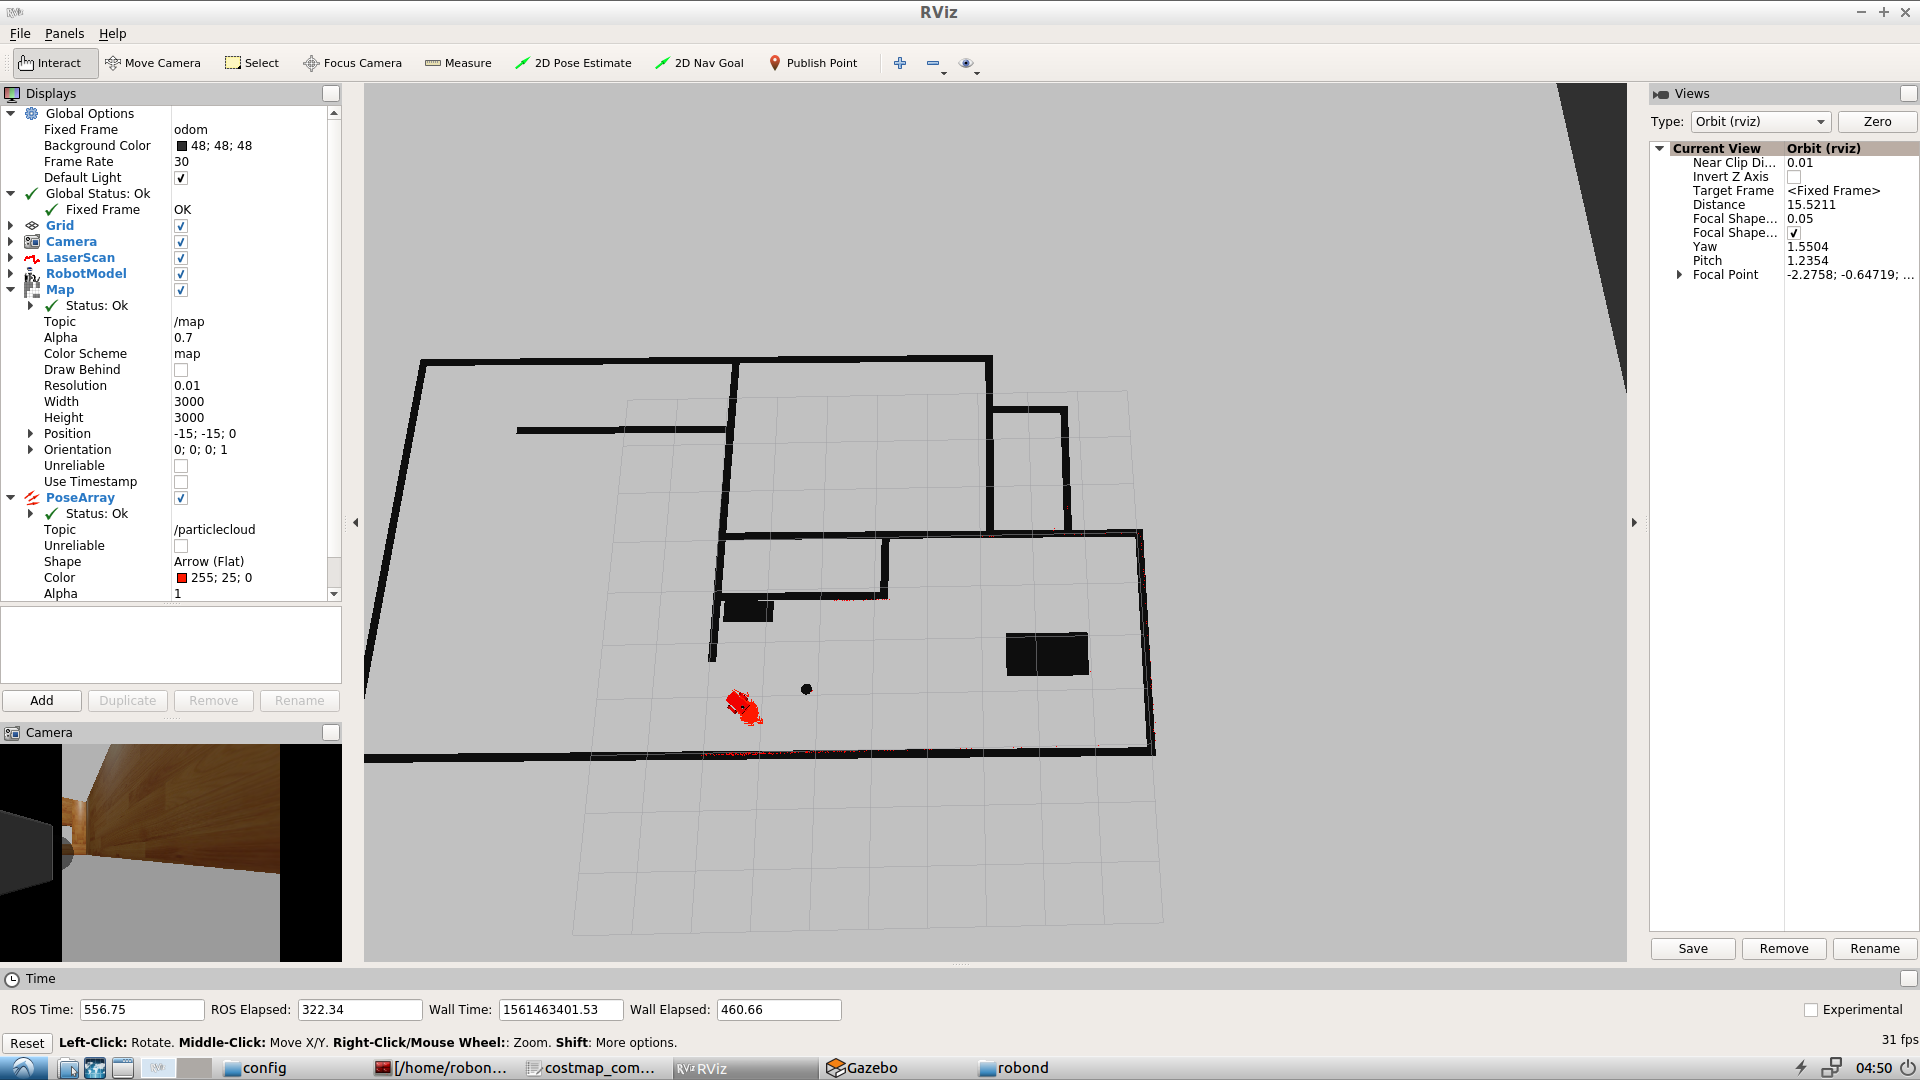 RViz
RViz
File Panels Help
Interact Move Camera Select Focus Camera Measure 2D Pose Estimate 2D Nav Goal Publish Point
Displays
Global Options
Fixed Frame odom
Background Color 48; 48; 48
Frame Rate 30
Default Light
Global Status: Ok
Fixed Frame OK
Grid
Camera
LaserScan
RobotModel
Map
Status: Ok
Topic /map
Alpha 0.7
Color Scheme map
Draw Behind
Resolution 0.01
Width 3000
Height 3000
Position -15; -15; 0
Orientation 0; 0; 0; 1
Unreliable
Use Timestamp
PoseArray
Status: Ok
Topic /particlecloud
Unreliable
Shape Arrow (Flat)
Color 255; 25; 0
Alpha 1
Add Duplicate Remove Rename
Camera
Views
Type: Orbit (rviz) Zero
Current View Orbit (rviz)
Near Clip Di... 0.01
Invert Z Axis
Target Frame <Fixed Frame>
Distance 15.5211
Focal Shape... 0.05
Focal Shape...
Yaw 1.5504
Pitch 1.2354
Focal Point -2.2758; -0.64719; ...
Save Remove Rename
Time
ROS Time: 556.75 ROS Elapsed: 322.34 Wall Time: 1561463401.53 Wall Elapsed: 460.66 Experimental
Reset Left-Click: Rotate. Middle-Click: Move X/Y. Right-Click/Mouse Wheel:: Zoom. Shift: More options. 31 fps
RViz config [/home/robon... costmap_com... RViz RViz Gazebo robond 04:50